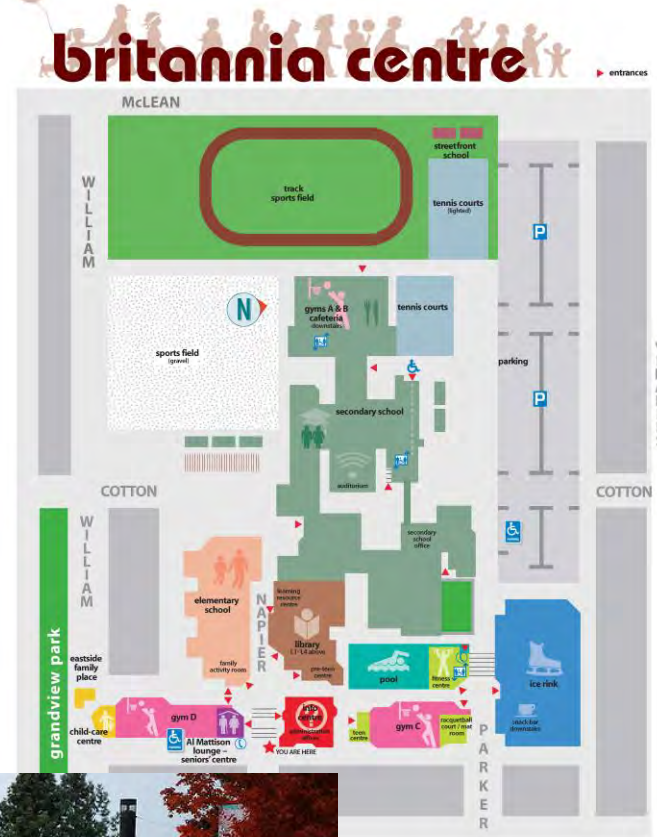 britannia centre
entrances
McLEAN
WILLIAM
track
sports field
streetfront
school
tennis courts
(lighted)
P
N
gyms A & B
cafeteria
downstairs
tennis courts
sports field
(gravel)
parking
P
secondary school
auditorium
COTTON
COTTON
WILLIAM
secondary
school
office
elementary
school
NAPIER
learning
resource
centre
library
L1-L4 above
family
activity room
pre-teen
centre
pool
fitness
centre
ice rink
snack bar
downstairs
grandview park
eastside
family
place
child-care
centre
gym D
Al Mattison
lounge –
seniors' centre
info
centre
administration
offices
YOU ARE HERE
teen
centre
gym C
racquetball
court / mat
room
PARKER